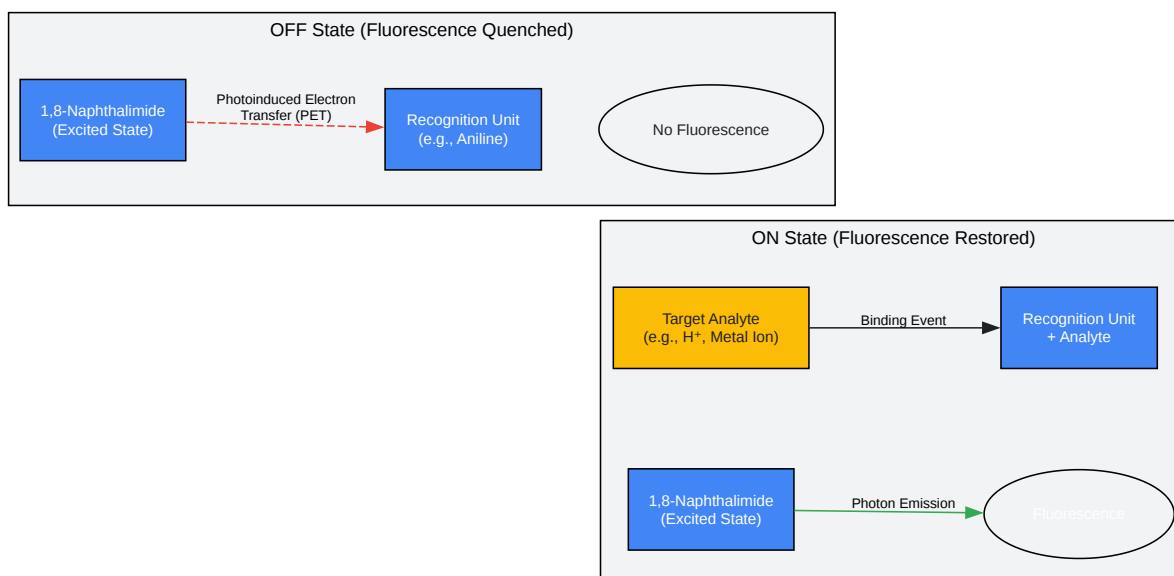 OFF State (Fluorescence Quenched)
1,8-Naphthalimide
(Excited State)
Photoinduced Electron
Transfer (PET)
Recognition Unit
(e.g., Aniline)
No Fluorescence
ON State (Fluorescence Restored)
Target Analyte
(e.g., H⁺, Metal Ion)
Binding Event
Recognition Unit
+ Analyte
1,8-Naphthalimide
(Excited State)
Photon Emission
Fluorescence